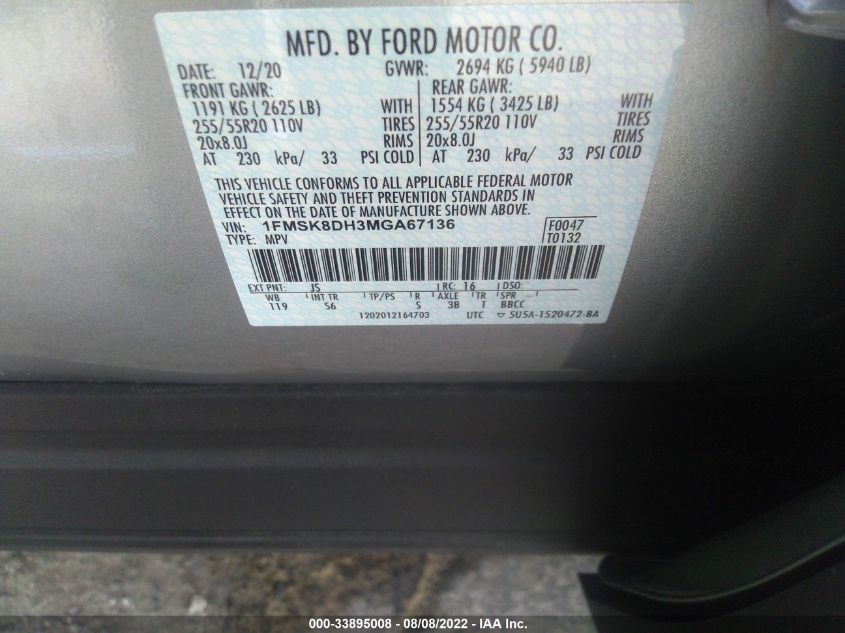 MFD. BY FORD MOTOR CO.
DATE: 12/20 GVWR: 2694 KG ( 5940 LB)
FRONT GAWR: REAR GAWR:
1191 KG ( 2625 LB) WITH 1554 KG ( 3425 LB) WITH
255/55R20 110V TIRES 255/55R20 110V TIRES
20x8.0J RIMS 20x8.0J RIMS
AT 230 kPa/ 33 PSI COLD AT 230 kPa/ 33 PSI COLD
THIS VEHICLE CONFORMS TO ALL APPLICABLE FEDERAL MOTOR
VEHICLE SAFETY AND THEFT PREVENTION STANDARDS IN
EFFECT ON THE DATE OF MANUFACTURE SHOWN ABOVE.
VIN: 1FMSK8DH3MGA67136 F0047
TYPE: MPV T0132
EXT PNT: JS RC: 16 DSO:
WB INT TR TP/PS R AXLE TR SPR
119 S6 S 3B T BBCC
1202012164703 UTC ▽ 5U5A-1520472-BA
000-33895008 - 08/08/2022 - IAA Inc.